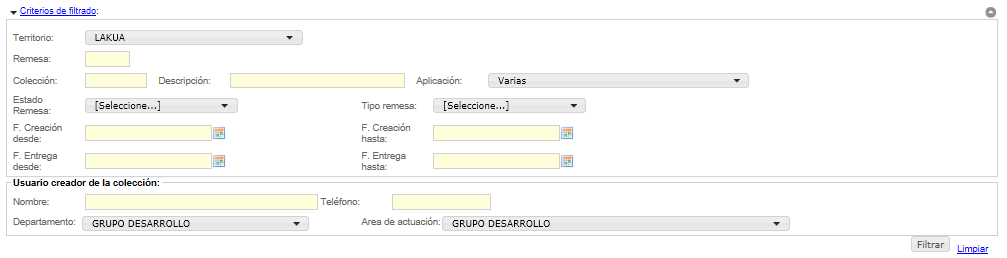 Criterios de filtrado:
Territorio: LAKUA
Remesa:
Colección: Descripción: Aplicación: Varias
Estado Remesa: [Seleccione...] Tipo remesa: [Seleccione...]
F. Creación desde: F. Creación hasta:
F. Entrega desde: F. Entrega hasta:
Usuario creador de la colección:
Nombre: Teléfono:
Departamento: GRUPO DESARROLLO Area de actuación: GRUPO DESARROLLO
Filtrar Limpiar